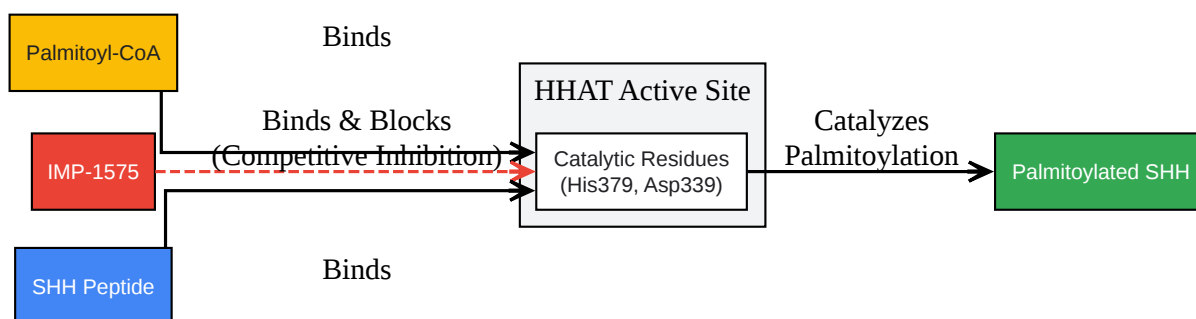 Palmitoyl-CoA
Binds
HHAT Active Site
Binds & Blocks
(Competitive Inhibition)
IMP-1575
Catalytic Residues
(His379, Asp339)
Catalyzes
Palmitoylation
Palmitoylated SHH
SHH Peptide
Binds